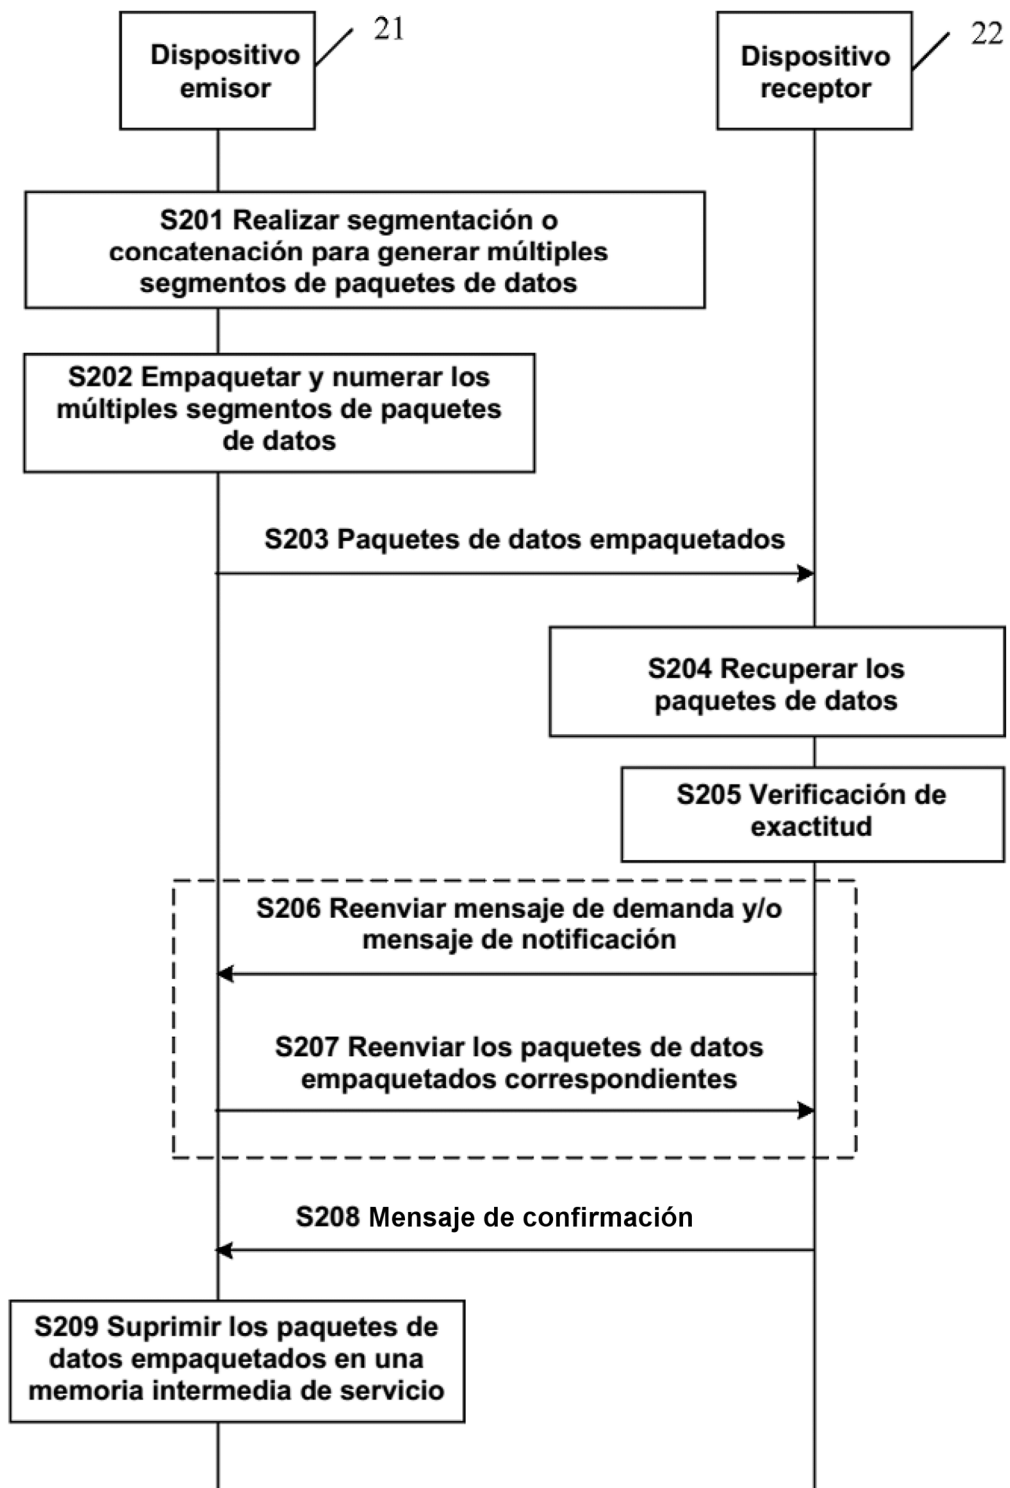 Dispositivo
emisor
21
Dispositivo
receptor
22
S201 Realizar segmentación o
concatenación para generar múltiples
segmentos de paquetes de datos
S202 Empaquetar y numerar los
múltiples segmentos de paquetes
de datos
S203 Paquetes de datos empaquetados
S204 Recuperar los
paquetes de datos
S205 Verificación de
exactitud
S206 Reenviar mensaje de demanda y/o
mensaje de notificación
S207 Reenviar los paquetes de datos
empaquetados correspondientes
S208 Mensaje de confirmación
S209 Suprimir los paquetes de
datos empaquetados en una
memoria intermedia de servicio